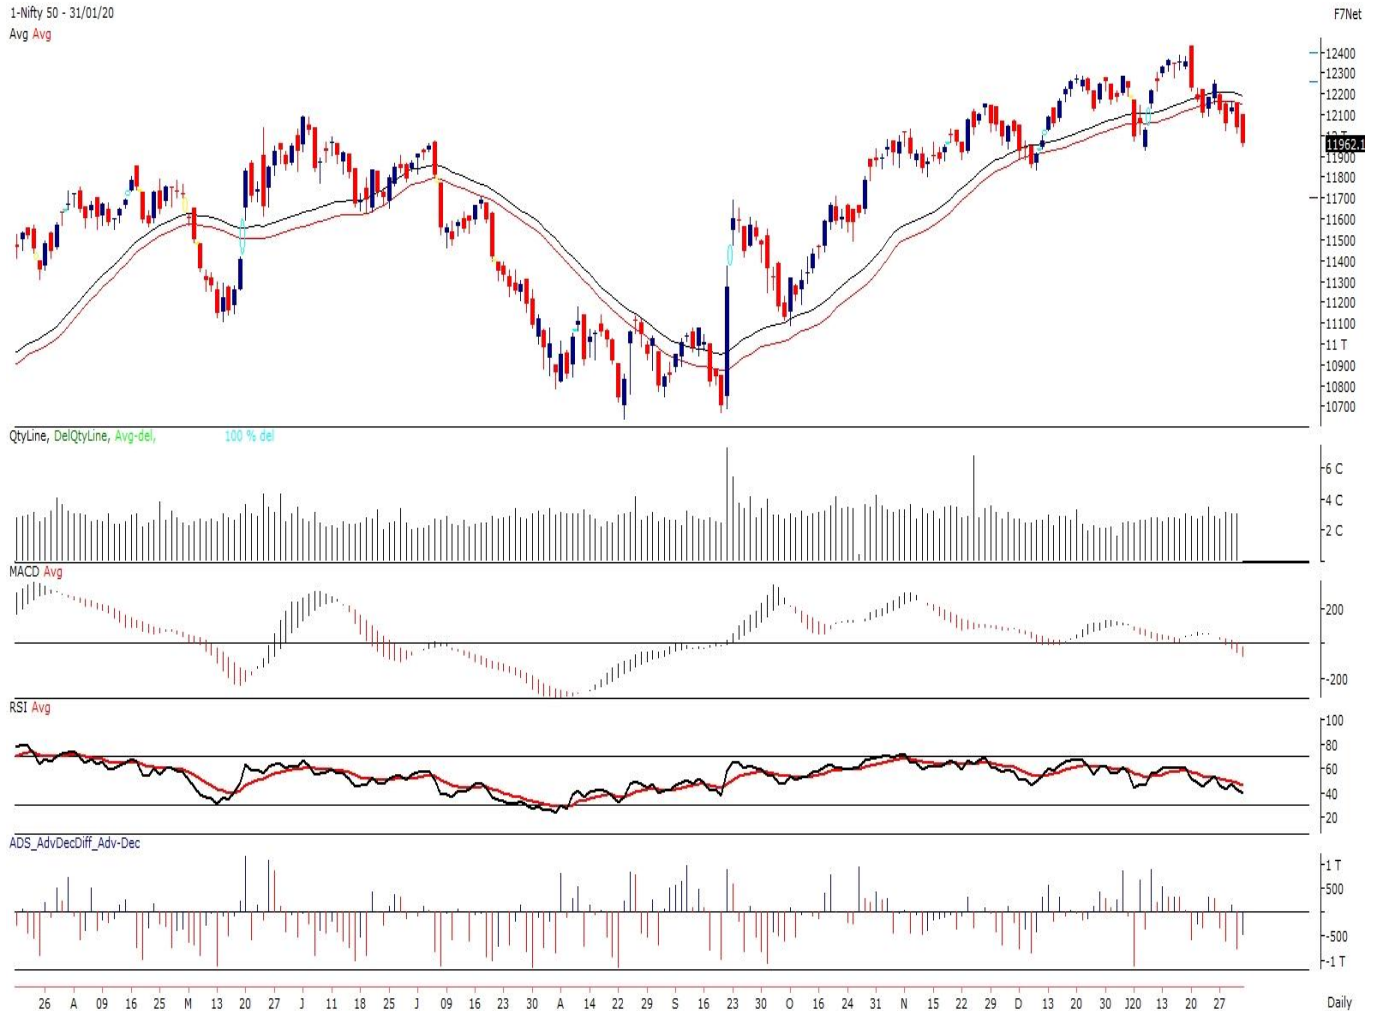 1-Nifty 50 - 31/01/20
F7Net
Avg Avg
12400
12300
12200
12100
11962.1
11900
11800
11700
11600
11500
11400
11300
11200
11100
11 T
10900
10800
10700
QtyLine, DelQtyLine, Avg-del, 100 % del
6 C
4 C
2 C
MACD Avg
200
-200
RSI Avg
100
80
60
40
20
ADS_AdvDecDiff_Adv-Dec
1 T
500
-500
-1 T
26 A 09 16 25 M 13 20 27 J 11 18 25 J 09 16 23 30 A 14 22 29 S 16 23 30 O 16 24 31 N 15 22 29 D 13 20 30 J20 13 20 27 Daily